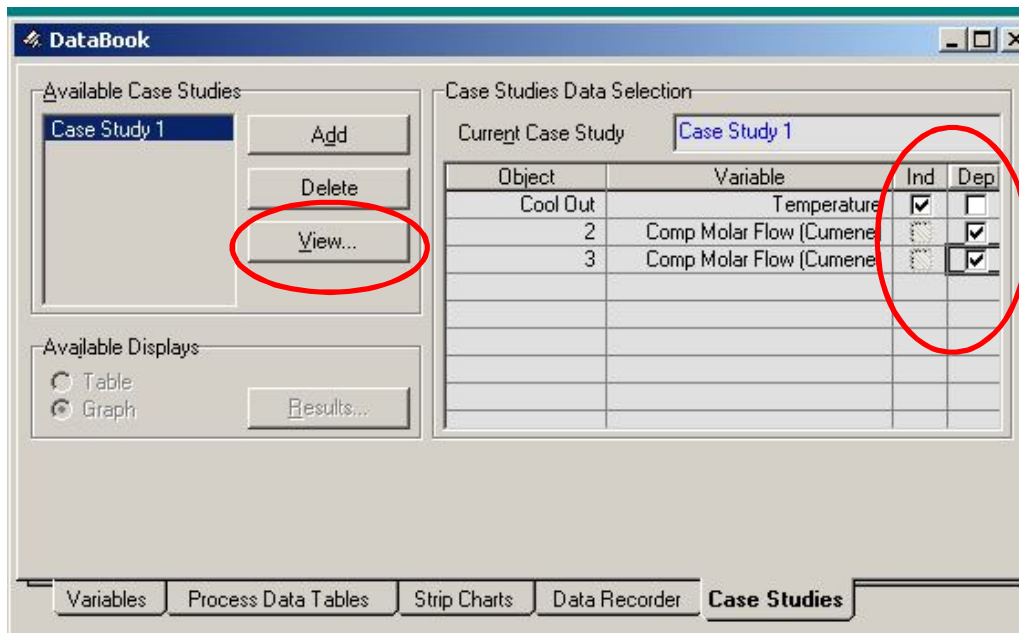 DataBook
Available Case Studies
Case Study 1
Add
Delete
View...
Available Displays
Table
Graph
Results...
Case Studies Data Selection
Current Case Study Case Study 1
Object Variable Ind Dep
Cool Out Temperature
2 Comp Molar Flow (Cumene
3 Comp Molar Flow (Cumene
Variables Process Data Tables Strip Charts Data Recorder Case Studies